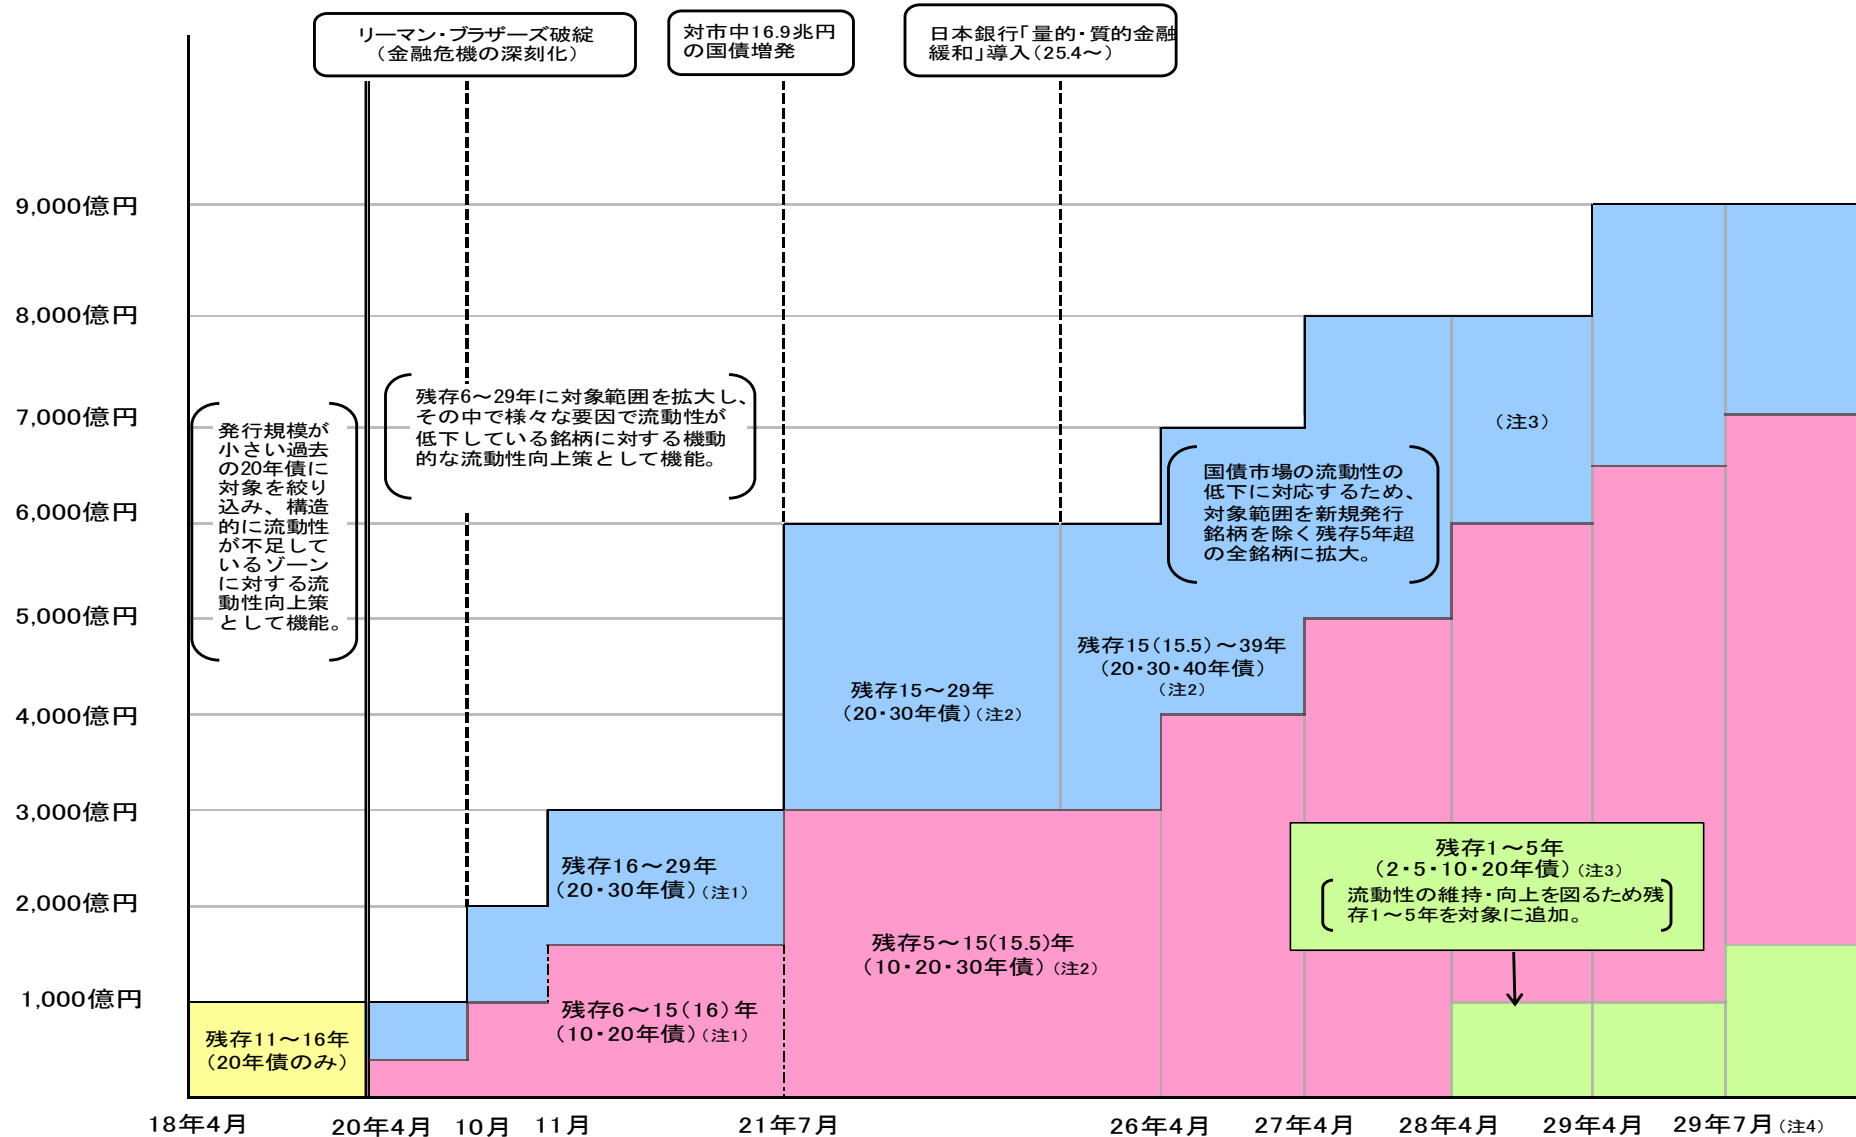 リーマン・ブラザーズ破綻
（金融危機の深刻化）
対市中16.9兆円
の国債増発
日本銀行「量的・質的金融
緩和」導入（25.4～）
9,000億円
8,000億円
7,000億円
6,000億円
5,000億円
4,000億円
3,000億円
2,000億円
1,000億円
発行規模が
小さい過去
の20年債に
対象を絞り
込み、構造
的に流動性
が不足して
いるゾーン
に対する流
動性向上策
として機能。
残存6～29年に対象範囲を拡大し、
その中で様々な要因で流動性が
低下している銘柄に対する機動
的な流動性向上策として機能。
国債市場の流動性の
低下に対応するため、
対象範囲を新規発行
銘柄を除く残存5年超
の全銘柄に拡大。
（注3）
残存15(15.5)～39年
（20・30・40年債）
（注2）
残存15～29年
（20・30年債）（注2）
残存16～29年
（20・30年債）（注1）
残存5～15(15.5)年
（10・20・30年債）（注2）
残存6～15(16)年
（10・20年債）（注1）
残存11～16年
（20年債のみ）
残存1～5年
（2・5・10・20年債）（注3）
流動性の維持・向上を図るため残
存1～5年を対象に追加。
18年4月
20年4月
10月
11月
21年7月
26年4月
27年4月
28年4月
29年4月
29年7月（注4）